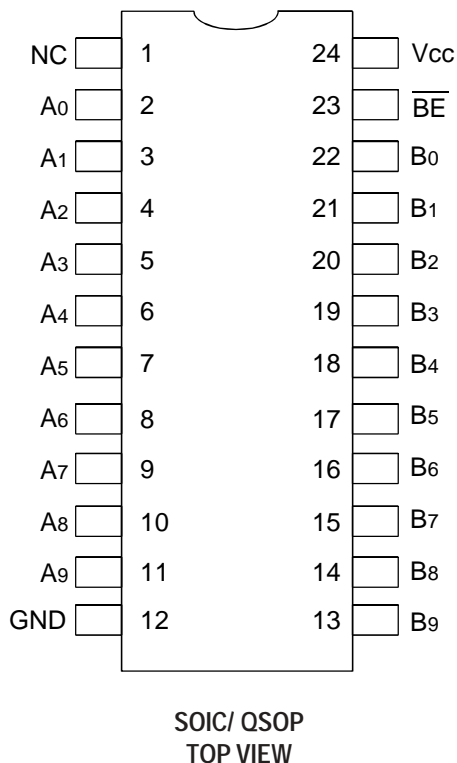 NC 1 24 Vcc
A0 2 23 B̅E̅
A1 3 22 B0
A2 4 21 B1
A3 5 20 B2
A4 6 19 B3
A5 7 18 B4
A6 8 17 B5
A7 9 16 B6
A8 10 15 B7
A9 11 14 B8
GND 12 13 B9
SOIC/ QSOP
TOP VIEW